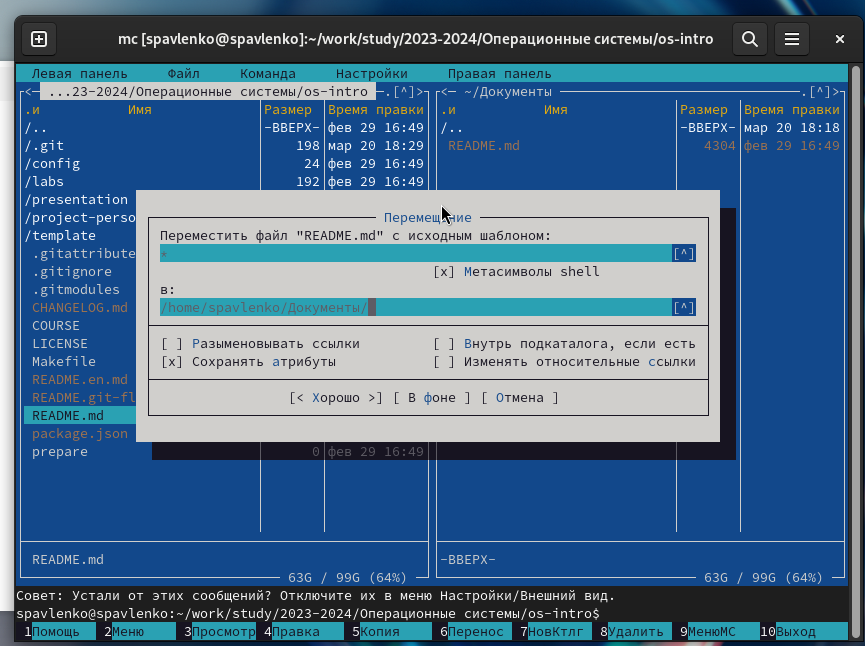 mc [spavlenko@spavlenko]:~/work/study/2023-2024/Операционные системы/os-intro
Левая панель Файл Команда Настройки Правая панель
<─ ...23-2024/Операционные системы/os-intro ─.[^]>
<─ ~/Документы ─.[^]>
.и Имя Размер Время правки .и Имя Размер Время правки
/.. -ВВЕРХ- фев 29 16:49 /.. -ВВЕРХ- мар 20 18:18
/.git 198 мар 20 18:29 README.md 4304 фев 29 16:49
/config 24 фев 29 16:49
/labs 192 фев 29 16:49
/presentation
/project-perso
/template
.gitattribute
.gitignore
.gitmodules
CHANGELOG.md
COURSE
LICENSE
Makefile
README.en.md
README.git-fl
README.md
package.json
prepare 0 фев 29 16:49
Перемещение
Переместить файл "README.md" с исходным шаблоном:
* [^]
[x] Метасимволы shell
в:
/home/spavlenko/Документы/ [^]
[ ] Разыменовывать ссылки [ ] Внутрь подкаталога, если есть
[x] Сохранять атрибуты [ ] Изменять относительные ссылки
[< Хорошо >] [ В фоне ] [ Отмена ]
README.md -ВВЕРХ-
63G / 99G (64%) 63G / 99G (64%)
Совет: Устали от этих сообщений? Отключите их в меню Настройки/Внешний вид.
spavlenko@spavlenko:~/work/study/2023-2024/Операционные системы/os-intro$
1Помощь 2Меню 3Просмотр 4Правка 5Копия 6Перенос 7НовКтлг 8Удалить 9МенюMC 10Выход